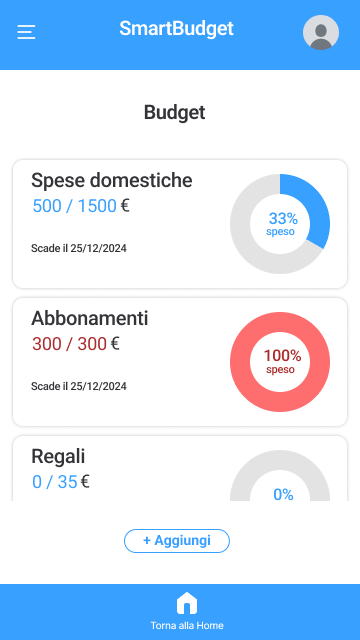 SmartBudget
Budget
Spese domestiche
500 / 1500 €
33%
speso
Scade il 25/12/2024
Abbonamenti
300 / 300 €
100%
speso
Scade il 25/12/2024
Regali
0 / 35 €
0%
+ Aggiungi
Torna alla Home